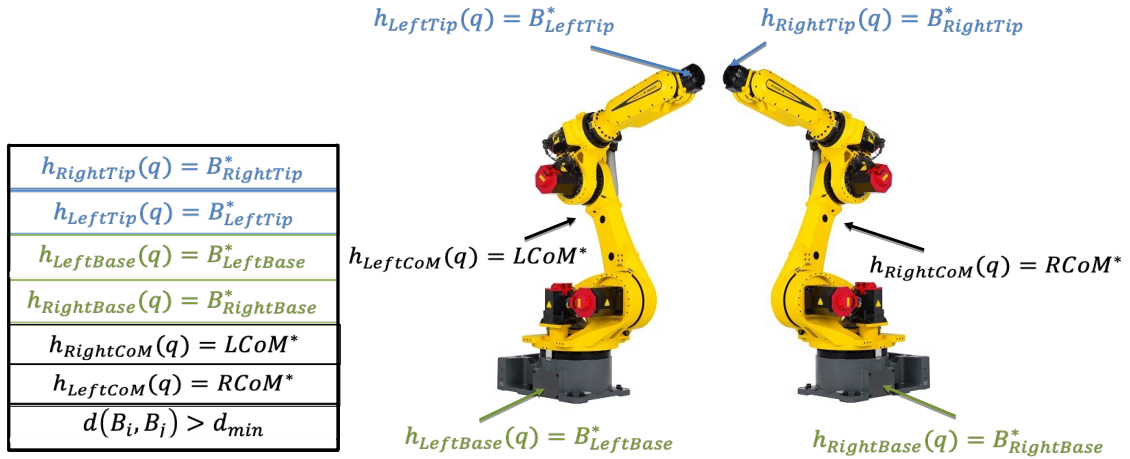 h_{LeftTip}(q) = B^*_{LeftTip}
h_{RightTip}(q) = B^*_{RightTip}
h_{RightTip}(q) = B^*_{RightTip}
h_{LeftTip}(q) = B^*_{LeftTip}
h_{LeftBase}(q) = B^*_{LeftBase}
h_{RightBase}(q) = B^*_{RightBase}
h_{RightCoM}(q) = LCoM^*
h_{LeftCoM}(q) = RCoM^*
d(B_i, B_j) > d_{min}
h_{LeftCoM}(q) = LCoM^*
h_{RightCoM}(q) = RCoM^*
h_{LeftBase}(q) = B^*_{LeftBase}
h_{RightBase}(q) = B^*_{RightBase}